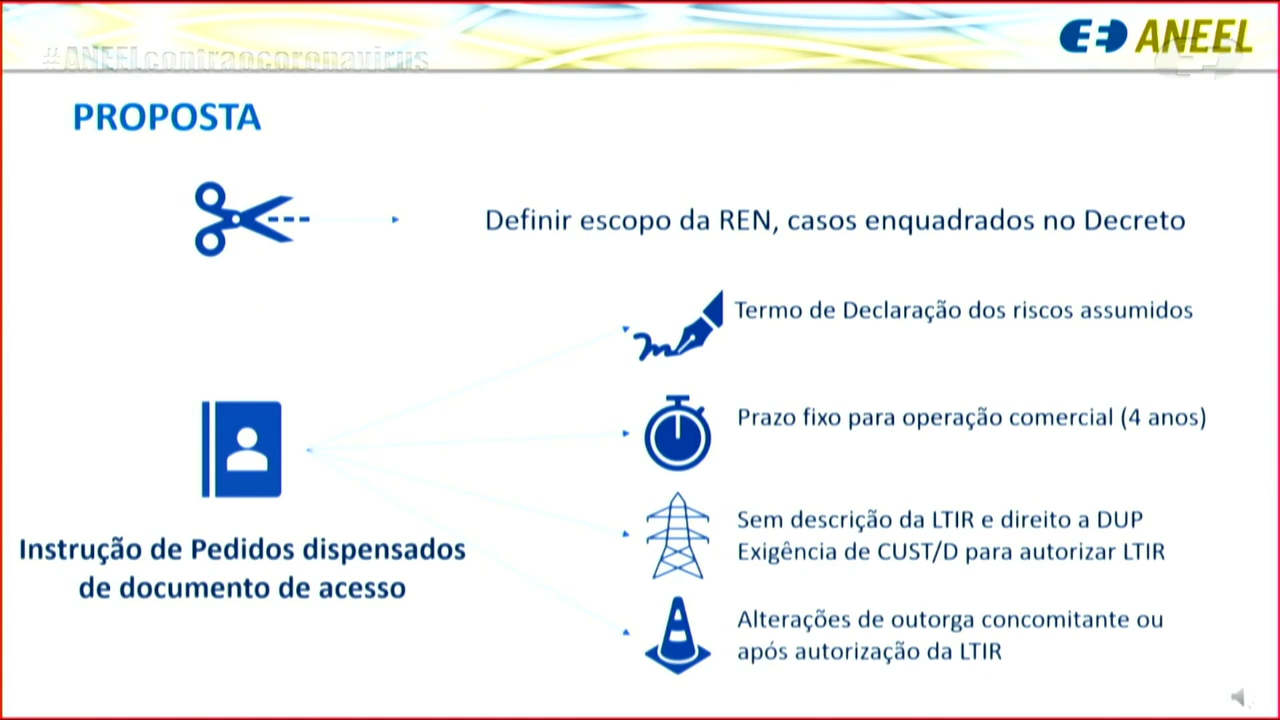 #ANEELcontraocoronavirus
ANEEL
PROPOSTA
Definir escopo da REN, casos enquadrados no Decreto
Termo de Declaração dos riscos assumidos
Prazo fixo para operação comercial (4 anos)
Sem descrição da LTIR e direito a DUP
Exigência de CUST/D para autorizar LTIR
Instrução de Pedidos dispensados
de documento de acesso
Alterações de outorga concomitante ou
após autorização da LTIR